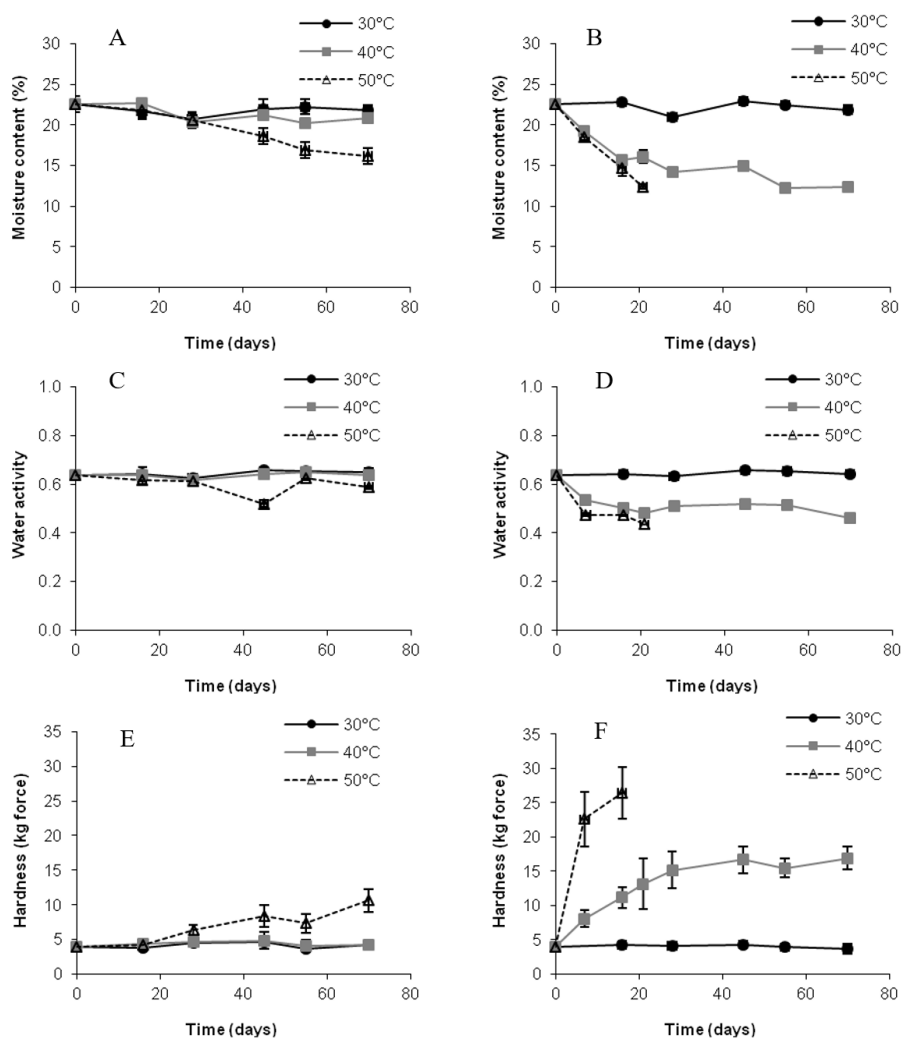 A
30°C
40°C
50°C
Moisture content (%)
30
25
20
15
10
5
0
0 20 40 60 80
Time (days)
B
30°C
40°C
50°C
Moisture content (%)
30
25
20
15
10
5
0
0 20 40 60 80
Time (days)
C
30°C
40°C
50°C
Water activity
1.0
0.8
0.6
0.4
0.2
0.0
0 20 40 60 80
Time (days)
D
30°C
40°C
50°C
Water activity
1.0
0.8
0.6
0.4
0.2
0.0
0 20 40 60 80
Time (days)
E
30°C
40°C
50°C
Hardness (kg force)
35
30
25
20
15
10
5
0
0 20 40 60 80
Time (days)
F
30°C
40°C
50°C
Hardness (kg force)
35
30
25
20
15
10
5
0
0 20 40 60 80
Time (days)